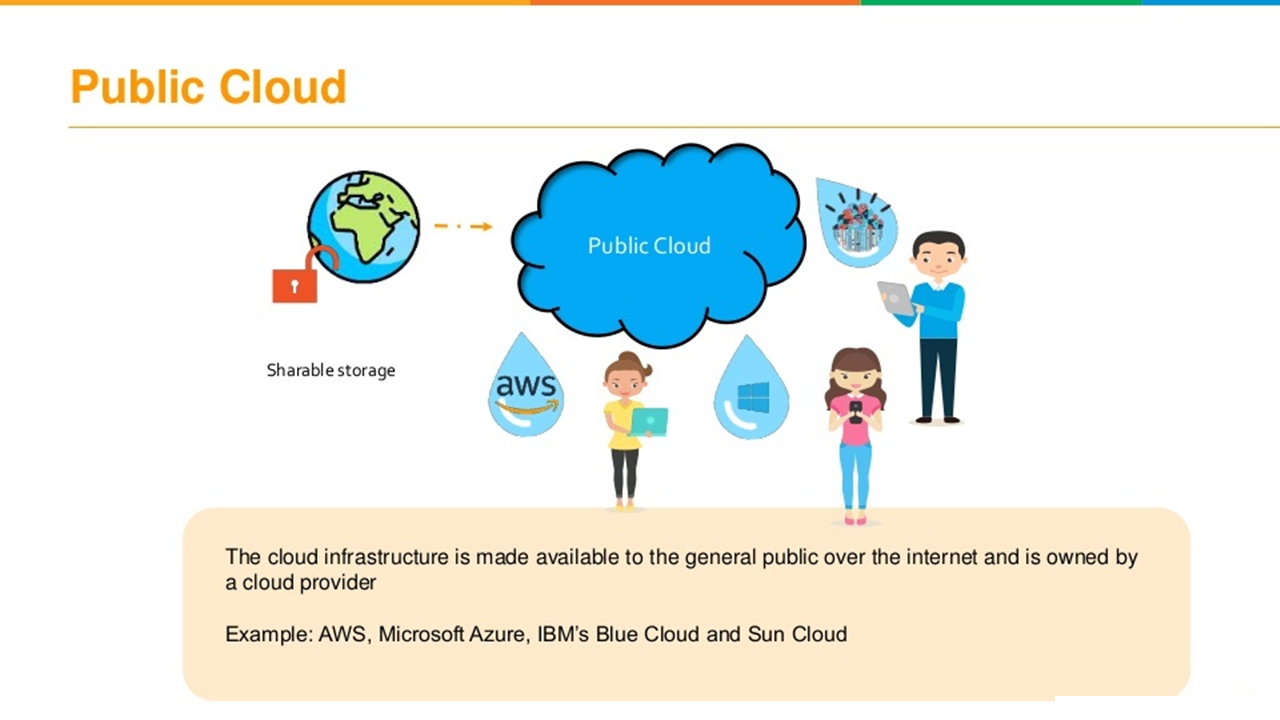 Public Cloud
Public Cloud
Sharable storage
aws
The cloud infrastructure is made available to the general public over the internet and is owned by
a cloud provider
Example: AWS, Microsoft Azure, IBM’s Blue Cloud and Sun Cloud